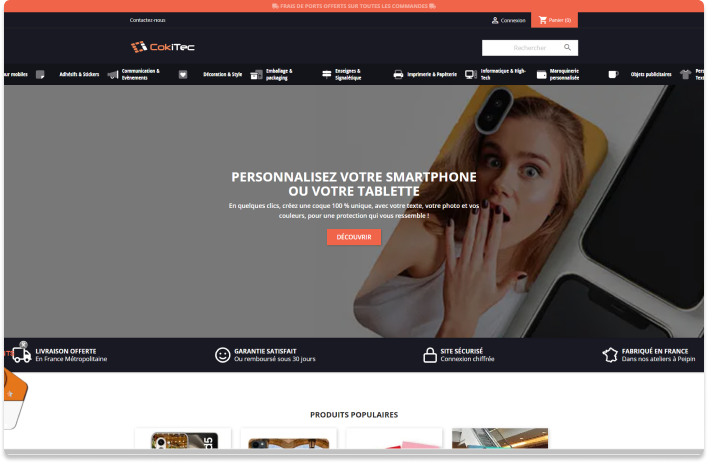 FRAIS DE PORTS OFFERTS SUR TOUTES LES COMMANDES
Contactez-nous
Connexion
Panier (0)
CokiTec
Rechercher
ur mobiles
Adhésifs & Stickers
Communication & Evènements
Décoration & Style
Emballage & packaging
Enseignes & Signalétique
Imprimerie & Papèterie
Informatique & High-Tech
Maroquinerie personnalisée
Objets publicitaires
Pers
Text
PERSONNALISEZ VOTRE SMARTPHONE
OU VOTRE TABLETTE
En quelques clics, créez une coque 100 % unique, avec votre texte, votre photo et vos
couleurs, pour une protection qui vous ressemble !
DÉCOUVRIR
LIVRAISON OFFERTE
En France Métropolitaine
GARANTIE SATISFAIT
Ou remboursé sous 30 jours
SITE SÉCURISÉ
Connexion chiffrée
FABRIQUÉ EN FRANCE
Dans nos ateliers à Peipin
PRODUITS POPULAIRES